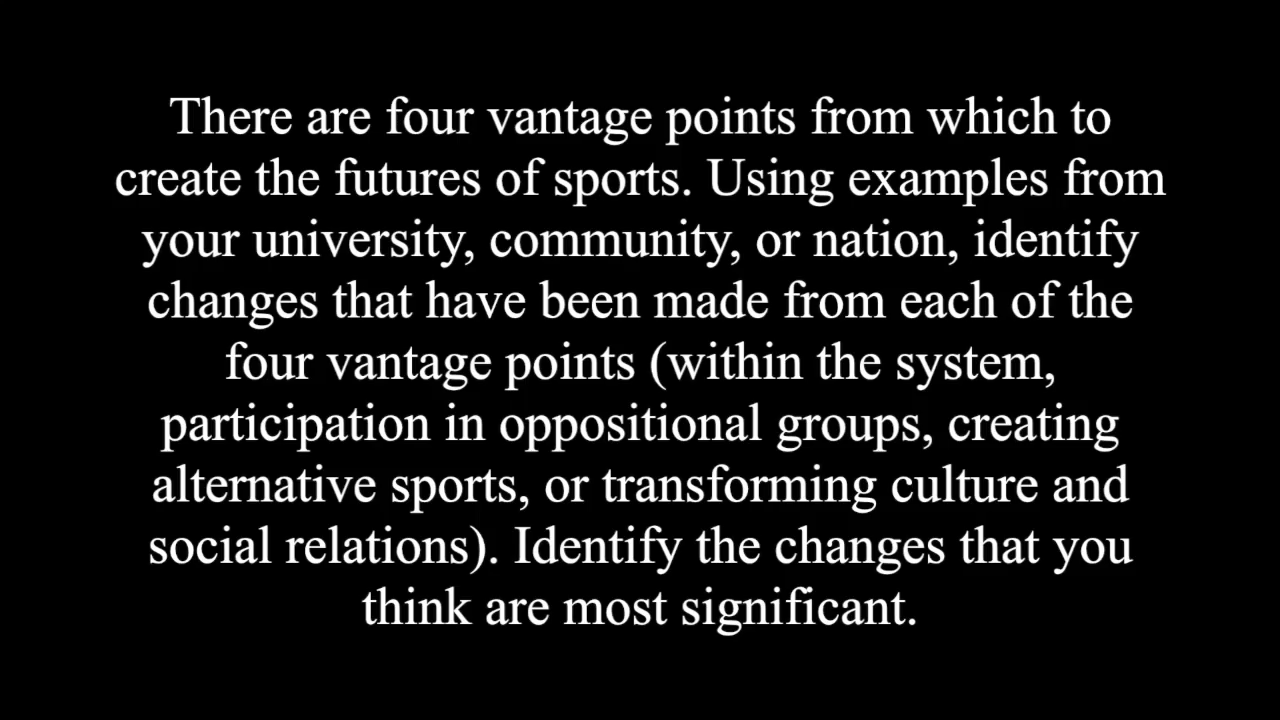 There are four vantage points from which to
create the futures of sports. Using examples from
your university, community, or nation, identify
changes that have been made from each of the
four vantage points (within the system,
participation in oppositional groups, creating
alternative sports, or transforming culture and
social relations). Identify the changes that you
think are most significant.